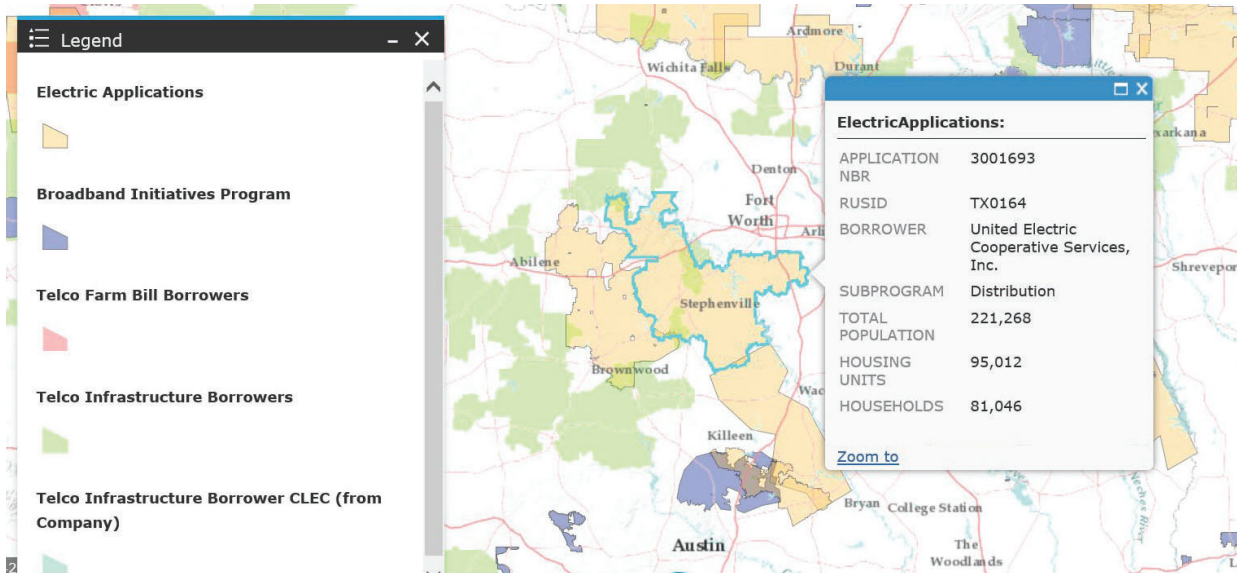 Legend
Electric Applications
Broadband Initiatives Program
Telco Farm Bill Borrowers
Telco Infrastructure Borrowers
Telco Infrastructure Borrower CLEC (from
Company)
2
Ardmore
Wichita Falls
Durant
Denton
Fort
Worth
Abilene
Stephenville
Brownwood
Killeen
Bryan
College Station
Austin
The
Woodlands
Neches River
ElectricApplications:
APPLICATION 3001693
NBR
RUSID TX0164
BORROWER United Electric
Cooperative Services,
Inc.
SUBPROGRAM Distribution
TOTAL 221,268
POPULATION
HOUSING 95,012
UNITS
HOUSEHOLDS 81,046
Zoom to